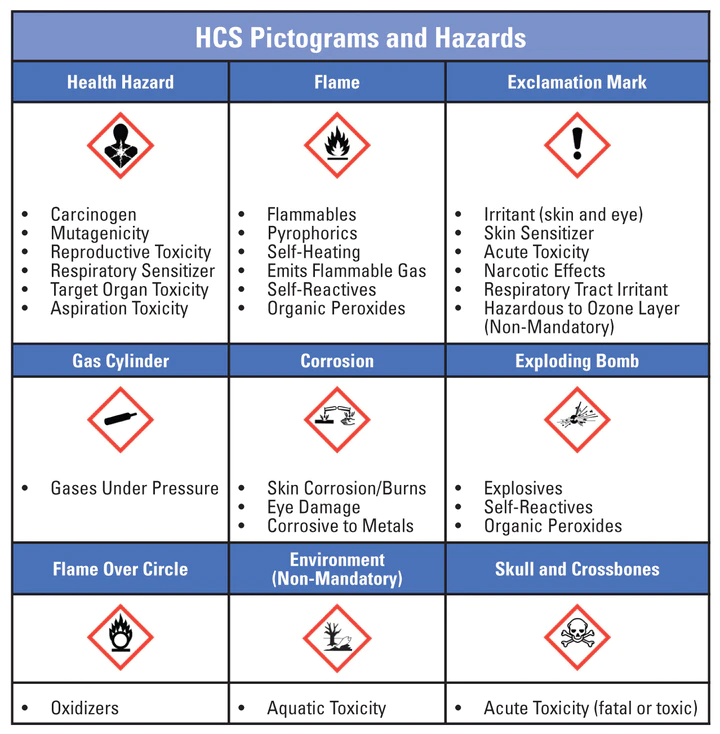 HCS Pictograms and Hazards
Health Hazard
Flame
Exclamation Mark
• Carcinogen
• Mutagenicity
• Reproductive Toxicity
• Respiratory Sensitizer
• Target Organ Toxicity
• Aspiration Toxicity
• Flammables
• Pyrophorics
• Self-Heating
• Emits Flammable Gas
• Self-Reactives
• Organic Peroxides
• Irritant (skin and eye)
• Skin Sensitizer
• Acute Toxicity
• Narcotic Effects
• Respiratory Tract Irritant
• Hazardous to Ozone Layer
(Non-Mandatory)
Gas Cylinder
Corrosion
Exploding Bomb
• Gases Under Pressure
• Skin Corrosion/Burns
• Eye Damage
• Corrosive to Metals
• Explosives
• Self-Reactives
• Organic Peroxides
Flame Over Circle
Environment
(Non-Mandatory)
Skull and Crossbones
• Oxidizers
• Aquatic Toxicity
• Acute Toxicity (fatal or toxic)